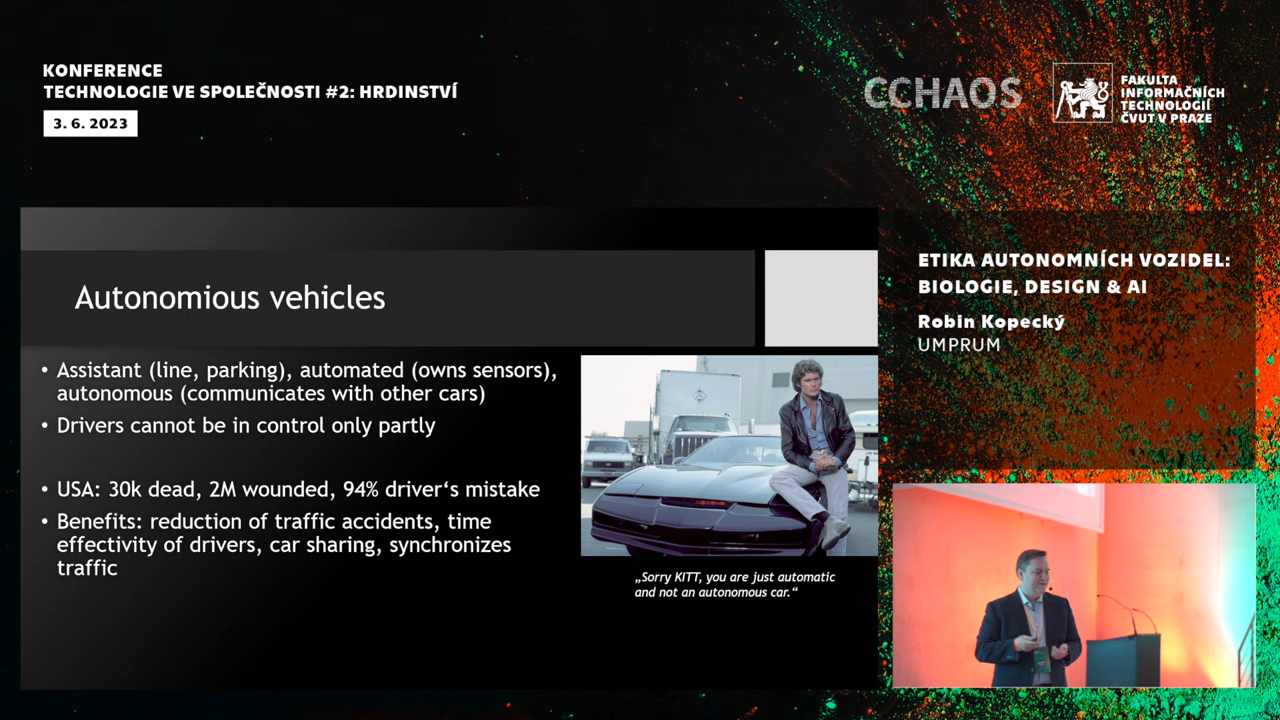 KONFERENCE
TECHNOLOGIE VE SPOLEČNOSTI #2: HRDINSTVÍ
3. 6. 2023
CCHAOS
FAKULTA
INFORMAČNÍCH
TECHNOLOGIÍ
ČVUT V PRAZE
Autonomious vehicles
• Assistant (line, parking), automated (owns sensors),
autonomous (communicates with other cars)
• Drivers cannot be in control only partly
• USA: 30k dead, 2M wounded, 94% driver‘s mistake
• Benefits: reduction of traffic accidents, time
effectivity of drivers, car sharing, synchronizes
traffic
„Sorry KITT, you are just automatic
and not an autonomous car.“
ETIKA AUTONOMNÍCH VOZIDEL:
BIOLOGIE, DESIGN & AI
Robin Kopecký
UMPRUM